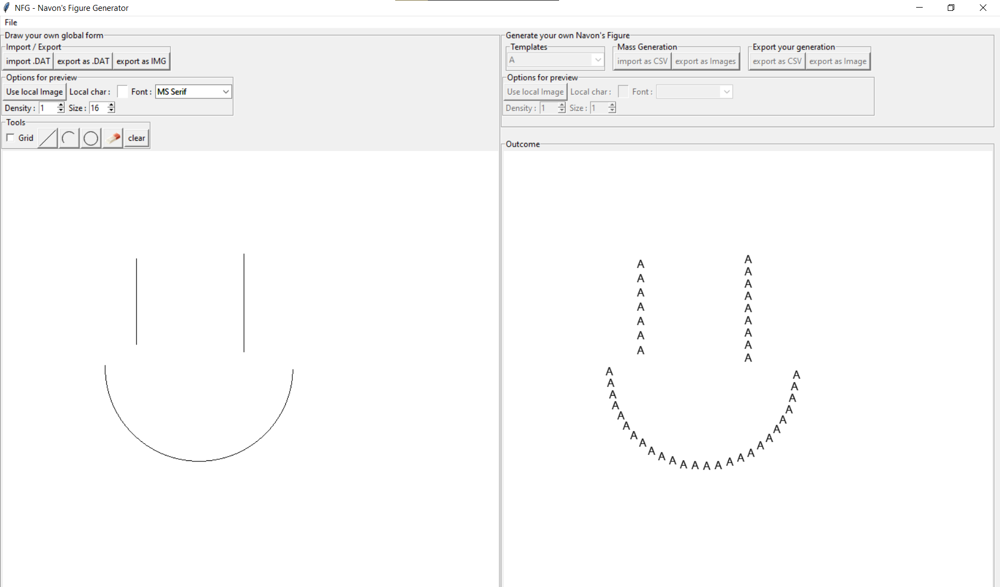 NFG - Navon's Figure Generator
File
Draw your own global form
Import / Export
import .DAT export as .DAT export as IMG
Options for preview
Use local Image Local char : Font : MS Serif
Density : 1 Size : 16
Tools
Grid clear
Generate your own Navon's Figure
Templates Mass Generation Export your generation
A import as CSV export as Images export as CSV export as Image
Options for preview
Use local Image Local char : Font :
Density : 1 Size : 1
Outcome
A A A A A A A
A A A A A A A A A
A A A A A A A A A A A A A A A A A A A A A A A A A A A